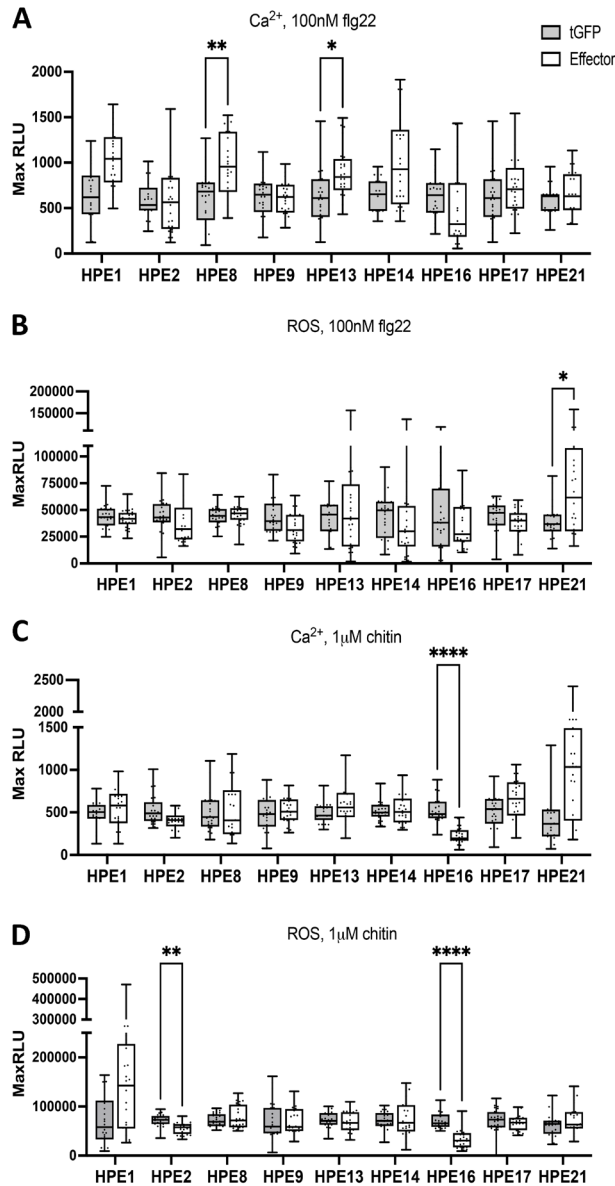 A
Ca²⁺, 100nM flg22
tGFP
Effector
** *
Max RLU
2000
1500
1000
500
0
HPE1 HPE2 HPE8 HPE9 HPE13 HPE14 HPE16 HPE17 HPE21
B
ROS, 100nM flg22
*
MaxRLU
200000
150000
100000
75000
50000
25000
0
HPE1 HPE2 HPE8 HPE9 HPE13 HPE14 HPE16 HPE17 HPE21
C
Ca²⁺, 1μM chitin
****
Max RLU
2500
2000
1500
1000
500
0
HPE1 HPE2 HPE8 HPE9 HPE13 HPE14 HPE16 HPE17 HPE21
D
ROS, 1μM chitin
** ****
MaxRLU
500000
400000
300000
200000
100000
0
HPE1 HPE2 HPE8 HPE9 HPE13 HPE14 HPE16 HPE17 HPE21